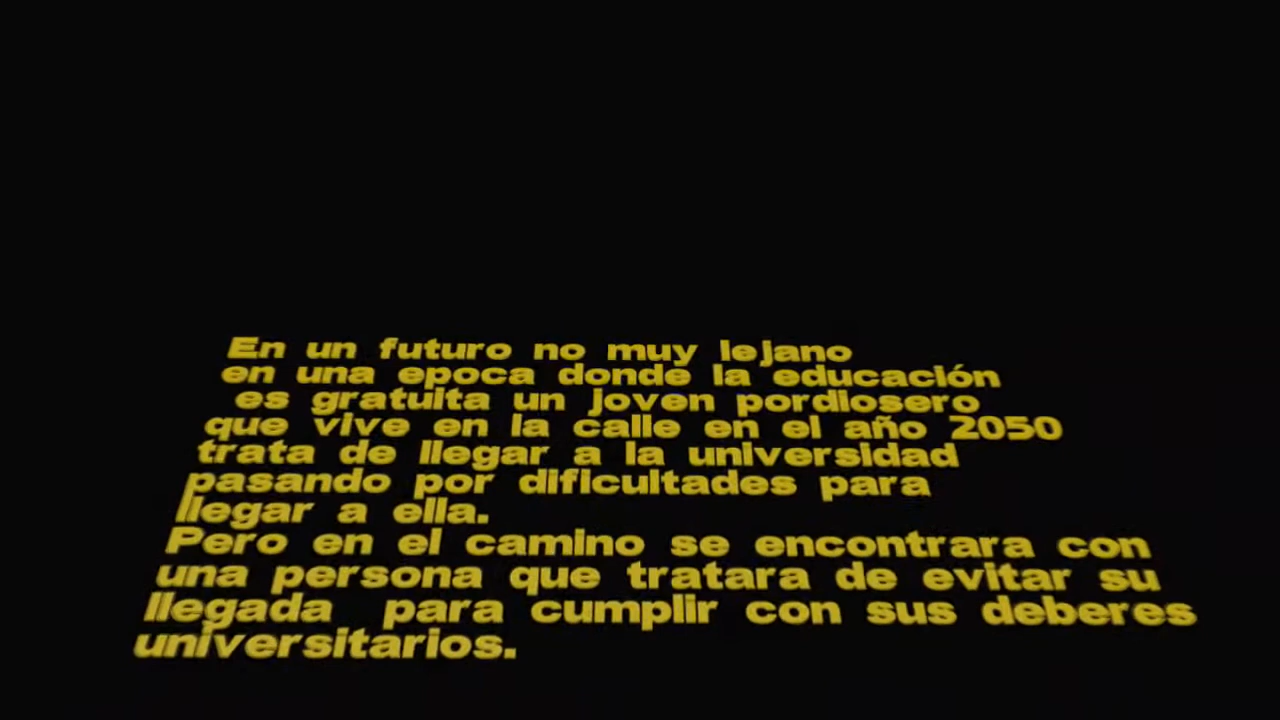 En un futuro no muy lejano
en una epoca donde la educación
es gratuita un joven pordiosero
que vive en la calle en el año 2050
trata de llegar a la universidad
pasando por dificultades para
llegar a ella.
Pero en el camino se encontrara con
una persona que tratara de evitar su
llegada para cumplir con sus deberes
universitarios.